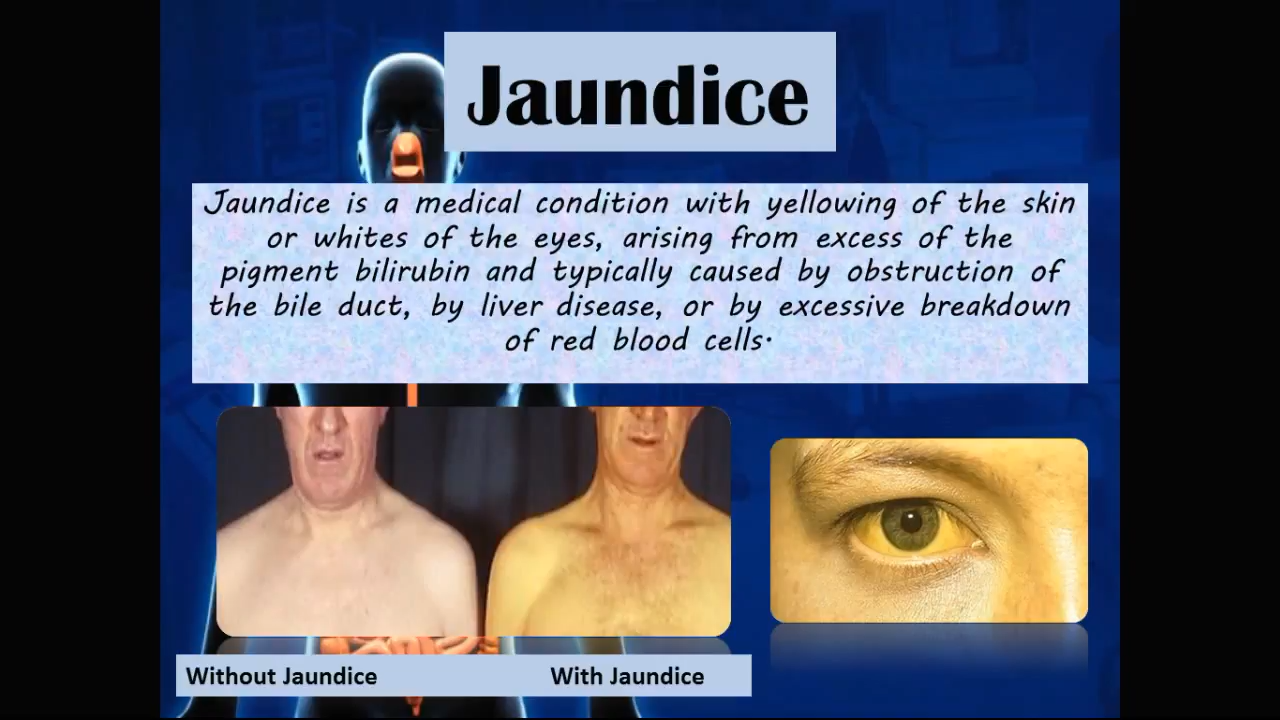 Jaundice
Jaundice is a medical condition with yellowing of the skin
or whites of the eyes, arising from excess of the
pigment bilirubin and typically caused by obstruction of
the bile duct, by liver disease, or by excessive breakdown
of red blood cells.
Without Jaundice With Jaundice